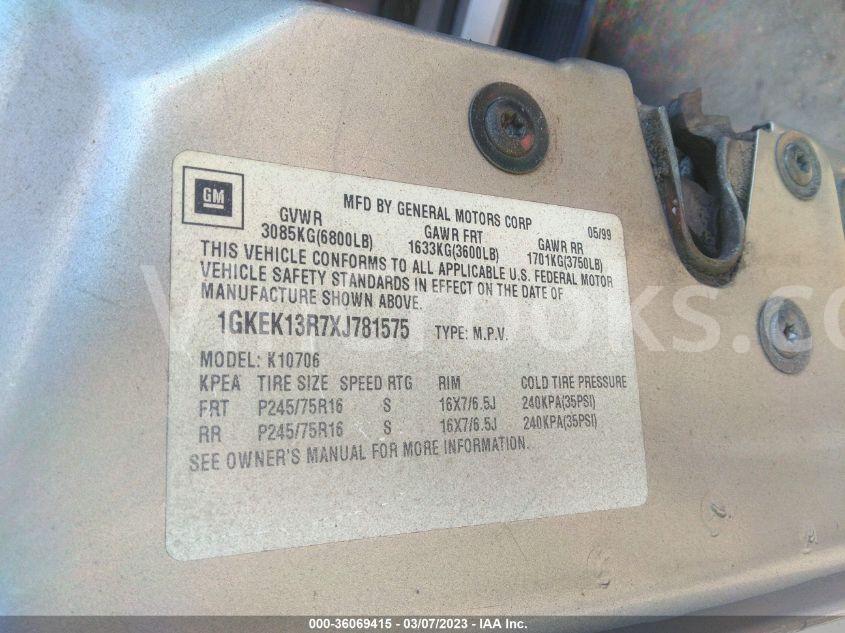 GM
MFD BY GENERAL MOTORS CORP 05/99
GVWR GAWR FRT GAWR RR
3085KG(6800LB) 1633KG(3600LB) 1701KG(3750LB)
THIS VEHICLE CONFORMS TO ALL APPLICABLE U.S. FEDERAL MOTOR
VEHICLE SAFETY STANDARDS IN EFFECT ON THE DATE OF
MANUFACTURE SHOWN ABOVE.
1GKEK13R7XJ781575 TYPE: M.P.V.
MODEL: K10706
KPEA TIRE SIZE SPEED RTG RIM COLD TIRE PRESSURE
FRT P245/75R16 S 16X7/6.5J 240KPA(35PSI)
RR P245/75R16 S 16X7/6.5J 240KPA(35PSI)
SEE OWNER'S MANUAL FOR MORE INFORMATION.
000-36069415 - 03/07/2023 - IAA Inc.